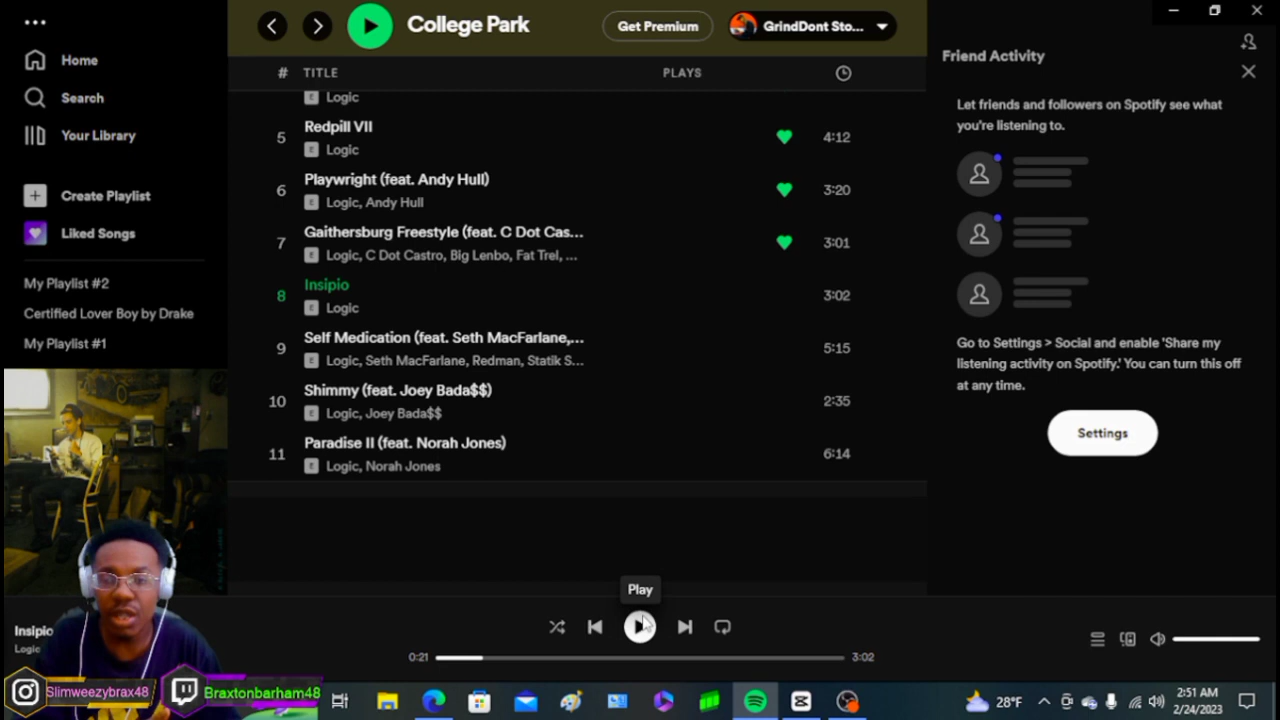 College Park
Get Premium
GrindDont Sto...
Home
Search
Your Library
Create Playlist
Liked Songs
My Playlist #2
Certified Lover Boy by Drake
My Playlist #1
# TITLE PLAYS
E Logic
5 Redpill VII 4:12
E Logic
6 Playwright (feat. Andy Hull) 3:20
E Logic, Andy Hull
7 Gaithersburg Freestyle (feat. C Dot Cas... 3:01
E Logic, C Dot Castro, Big Lenbo, Fat Trel, ...
8 Insipio 3:02
E Logic
9 Self Medication (feat. Seth MacFarlane,... 5:15
E Logic, Seth MacFarlane, Redman, Statik S...
10 Shimmy (feat. Joey Bada$$) 2:35
E Logic, Joey Bada$$
11 Paradise II (feat. Norah Jones) 6:14
E Logic, Norah Jones
Friend Activity
Let friends and followers on Spotify see what
you're listening to.
Go to Settings > Social and enable 'Share my
listening activity on Spotify.' You can turn this off
at any time.
Settings
Play
Insipio
Logic
0:21 3:02
Slimweezybrax48
Braxtonbarham48
28°F
2:51 AM
2/24/2023